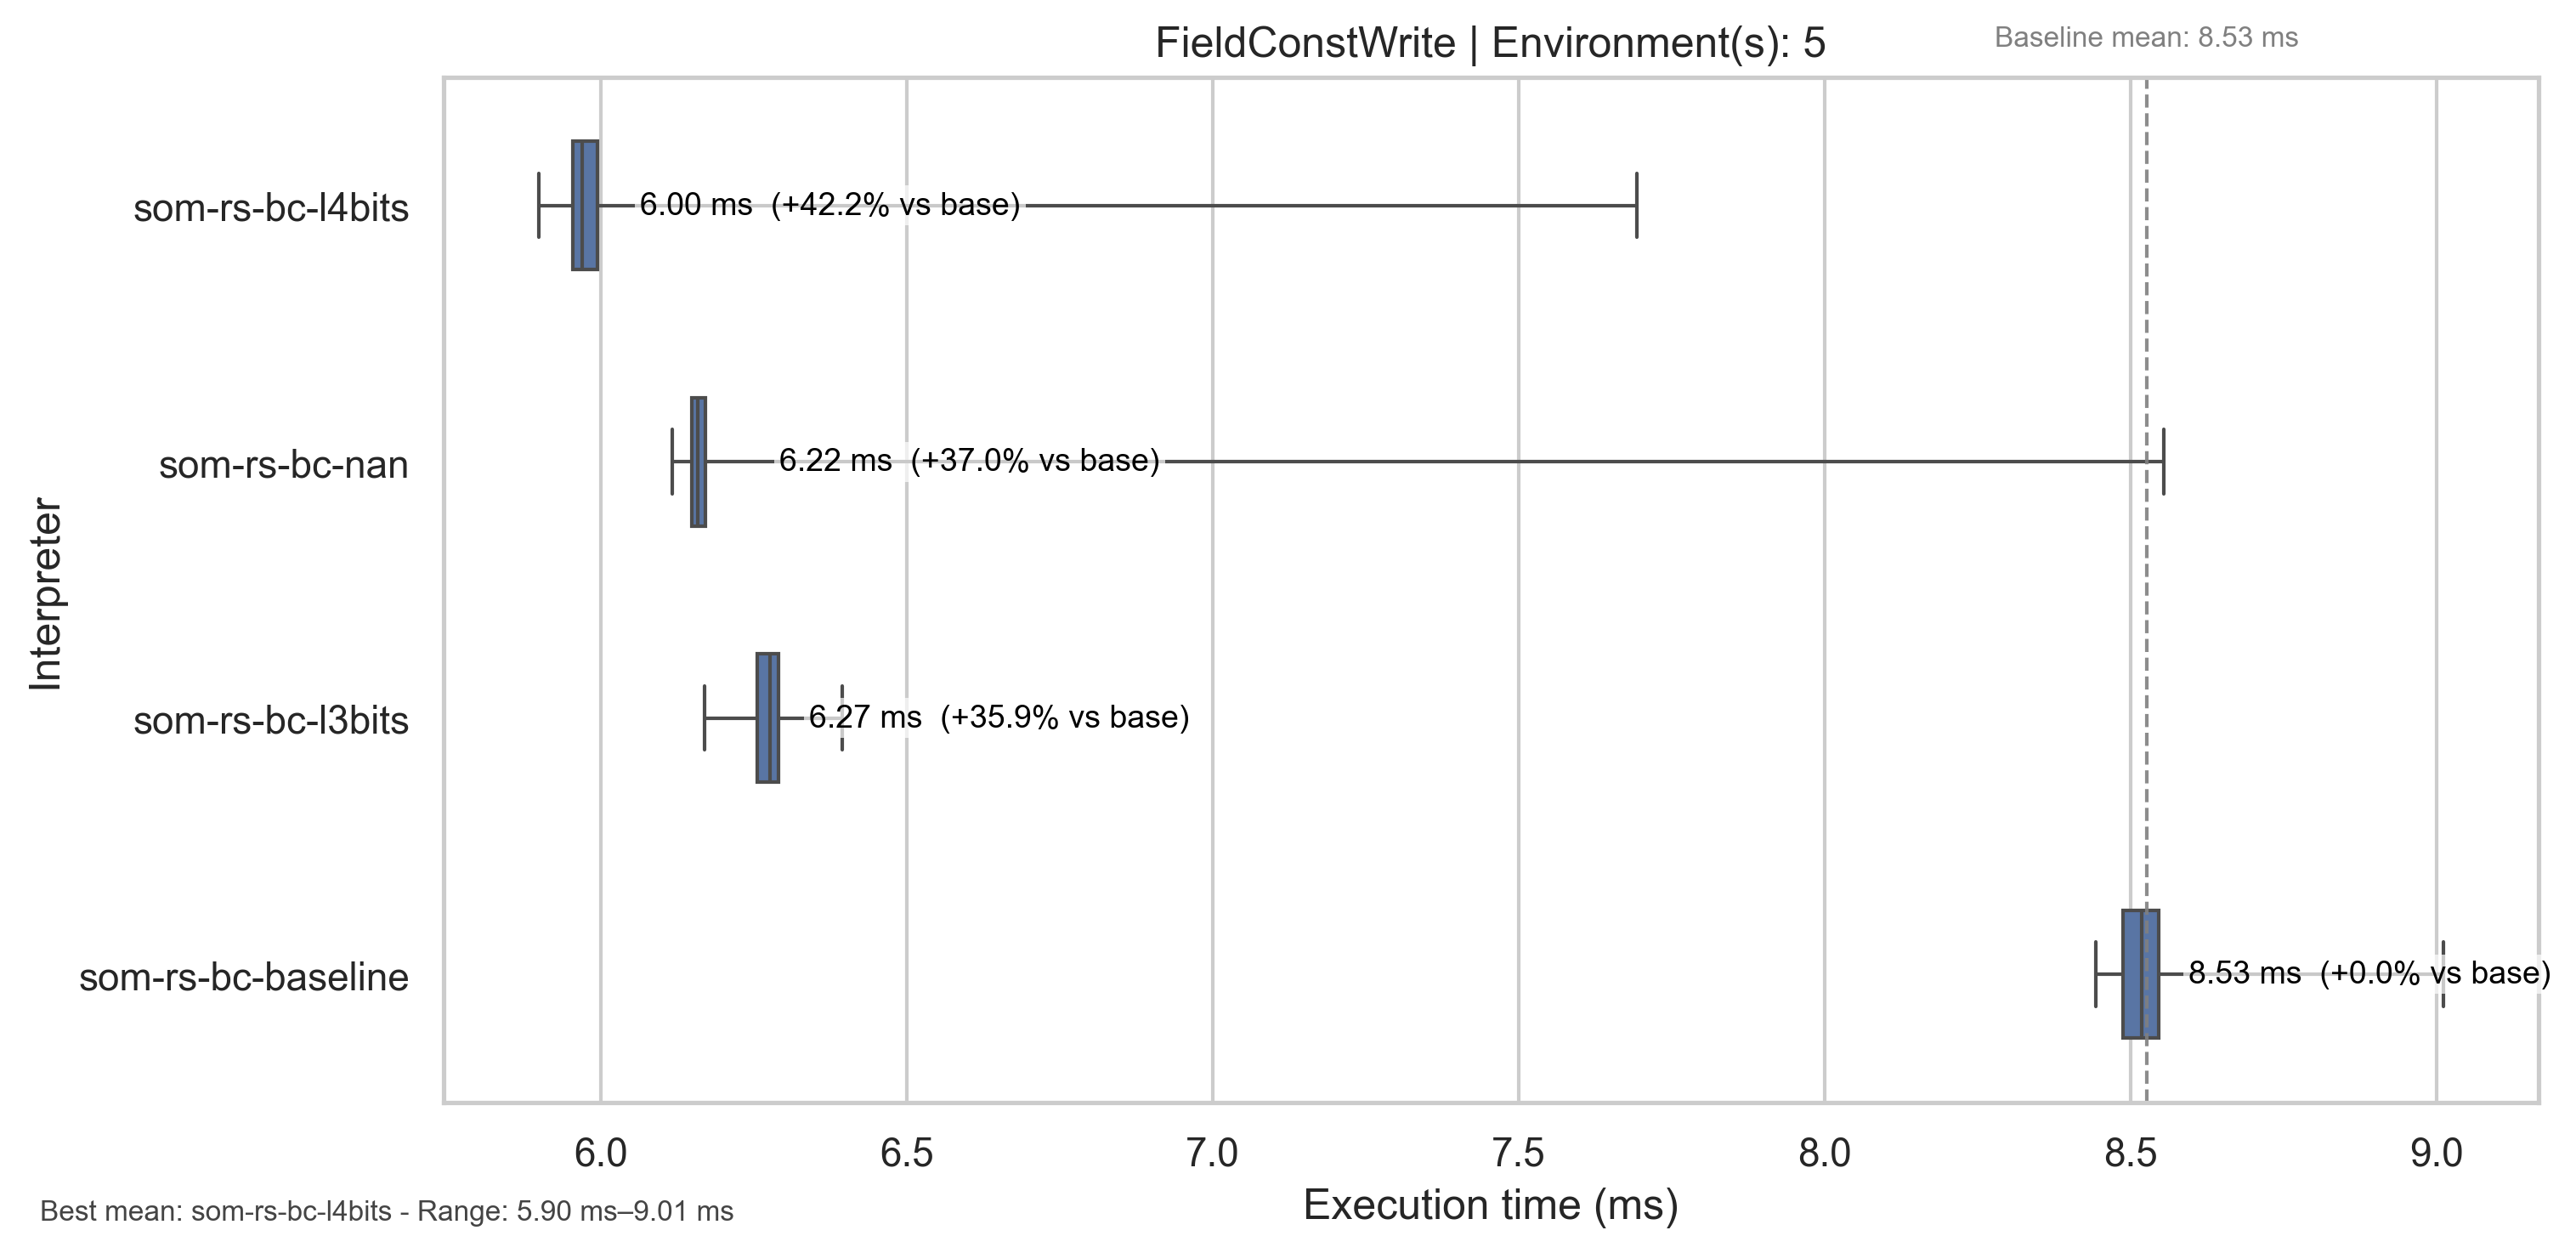 FieldConstWrite | Environment(s): 5
Baseline mean: 8.53 ms
som-rs-bc-l4bits
6.00 ms (+42.2% vs base)
som-rs-bc-nan
6.22 ms (+37.0% vs base)
som-rs-bc-l3bits
6.27 ms (+35.9% vs base)
som-rs-bc-baseline
8.53 ms (+0.0% vs base)
Interpreter
6.0 6.5 7.0 7.5 8.0 8.5 9.0
Execution time (ms)
Best mean: som-rs-bc-l4bits - Range: 5.90 ms–9.01 ms